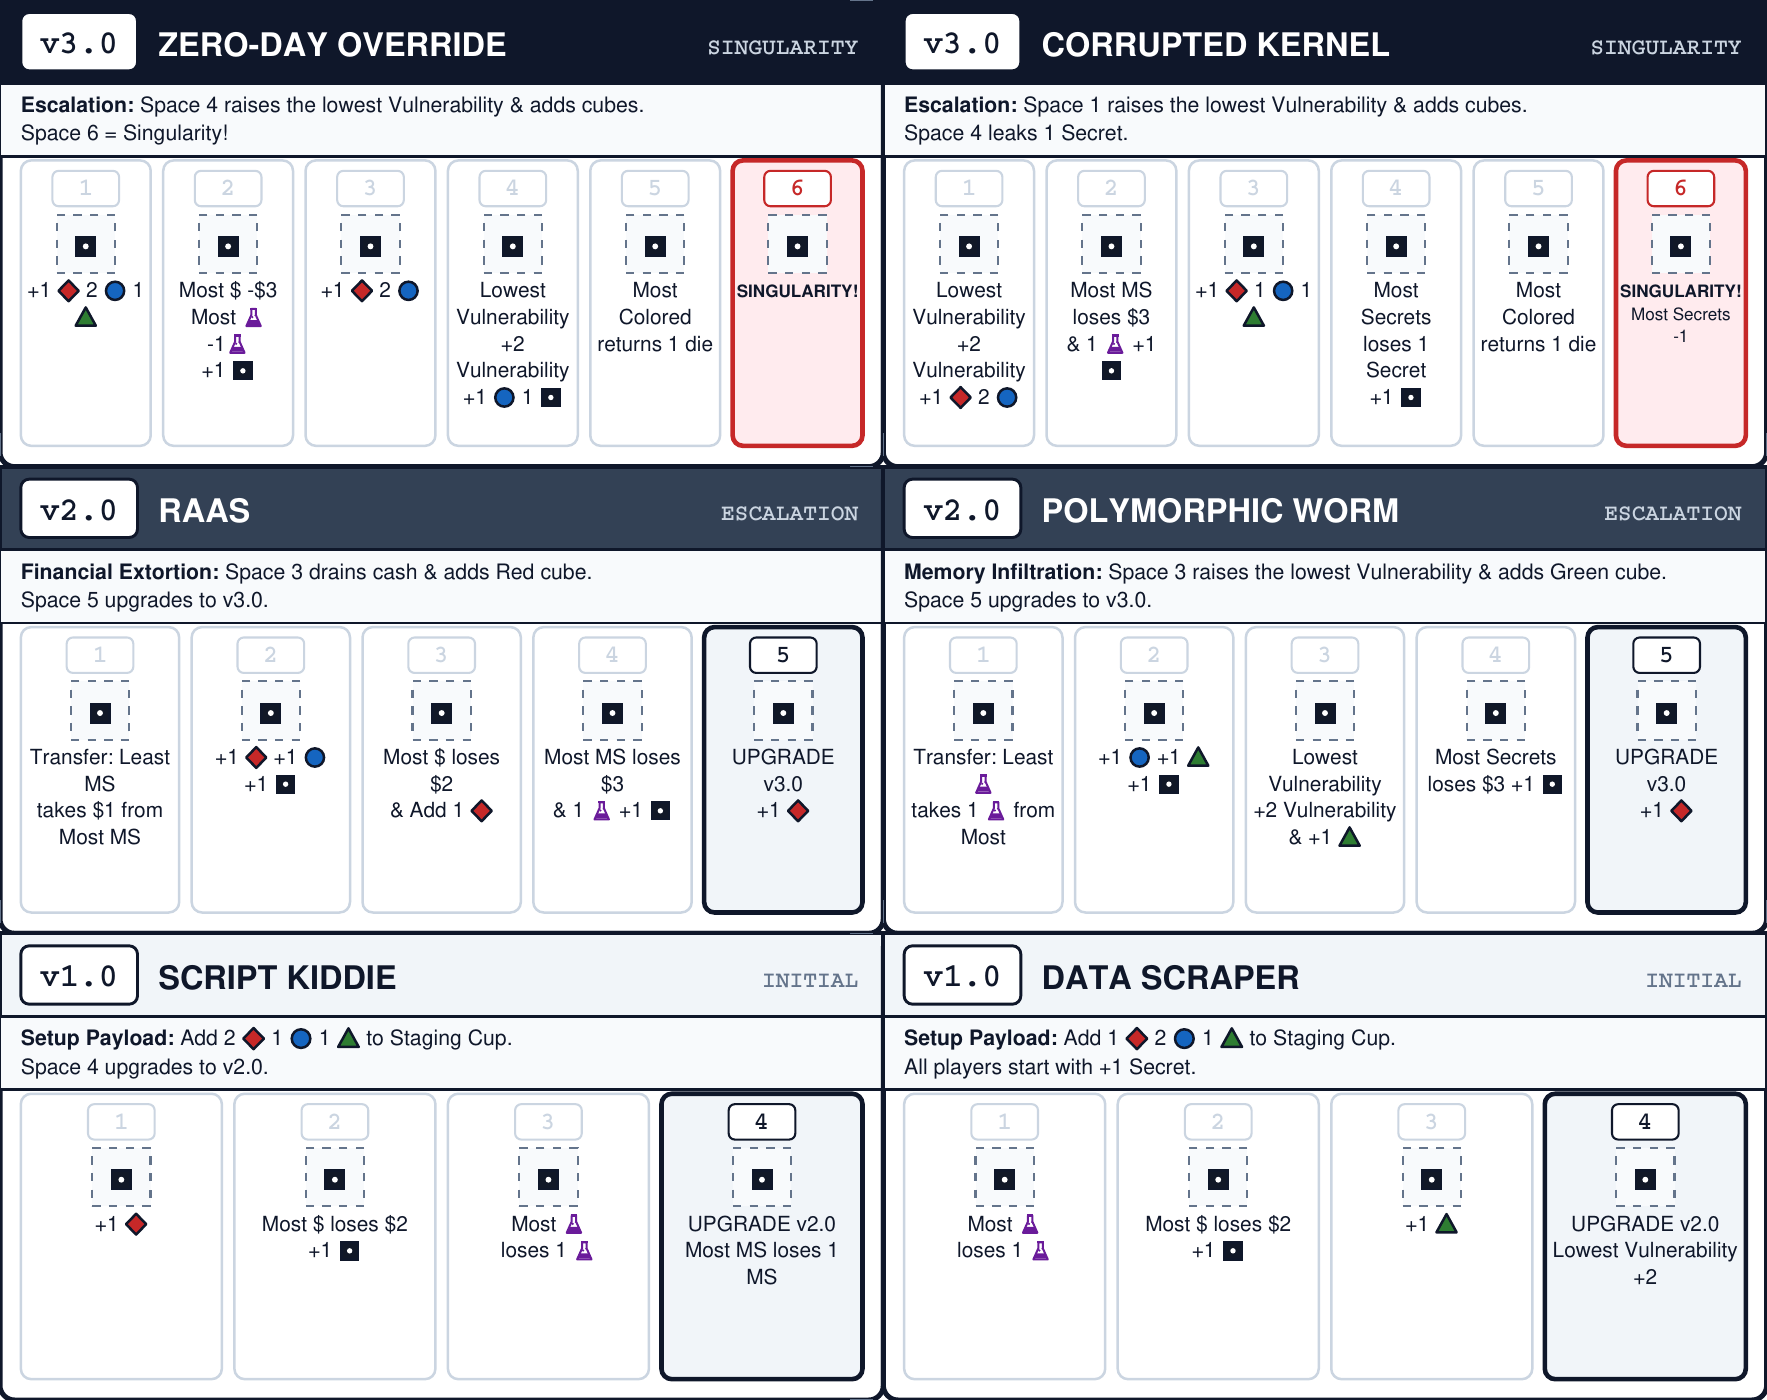 v3.0 ZERO-DAY OVERRIDE SINGULARITY
Escalation: Space 4 raises the lowest Vulnerability & adds cubes.
Space 6 = Singularity!
1
+1 2 1
2
Most $ -$3
Most
-1
+1
3
+1 2
4
Lowest
Vulnerability
+2
Vulnerability
+1 1
5
Most
Colored
returns 1 die
6
SINGULARITY!
v3.0 CORRUPTED KERNEL SINGULARITY
Escalation: Space 1 raises the lowest Vulnerability & adds cubes.
Space 4 leaks 1 Secret.
1
Lowest
Vulnerability
+2
Vulnerability
+1 2
2
Most MS
loses $3
& 1 +1
3
+1 1 1
4
Most
Secrets
loses 1
Secret
+1
5
Most
Colored
returns 1 die
6
SINGULARITY!
Most Secrets
-1
v2.0 RAAS ESCALATION
Financial Extortion: Space 3 drains cash & adds Red cube.
Space 5 upgrades to v3.0.
1
Transfer: Least
MS
takes $1 from
Most MS
2
+1 +1
+1
3
Most $ loses
$2
& Add 1
4
Most MS loses
$3
& 1 +1
5
UPGRADE
v3.0
+1
v2.0 POLYMORPHIC WORM ESCALATION
Memory Infiltration: Space 3 raises the lowest Vulnerability & adds Green cube.
Space 5 upgrades to v3.0.
1
Transfer: Least
takes 1 from
Most
2
+1 +1
+1
3
Lowest
Vulnerability
+2 Vulnerability
& +1
4
Most Secrets
loses $3 +1
5
UPGRADE
v3.0
+1
v1.0 SCRIPT KIDDIE INITIAL
Setup Payload: Add 2 1 1 to Staging Cup.
Space 4 upgrades to v2.0.
1
+1
2
Most $ loses $2
+1
3
Most
loses 1
4
UPGRADE v2.0
Most MS loses 1
MS
v1.0 DATA SCRAPER INITIAL
Setup Payload: Add 1 2 1 to Staging Cup.
All players start with +1 Secret.
1
Most
loses 1
2
Most $ loses $2
+1
3
+1
4
UPGRADE v2.0
Lowest Vulnerability
+2